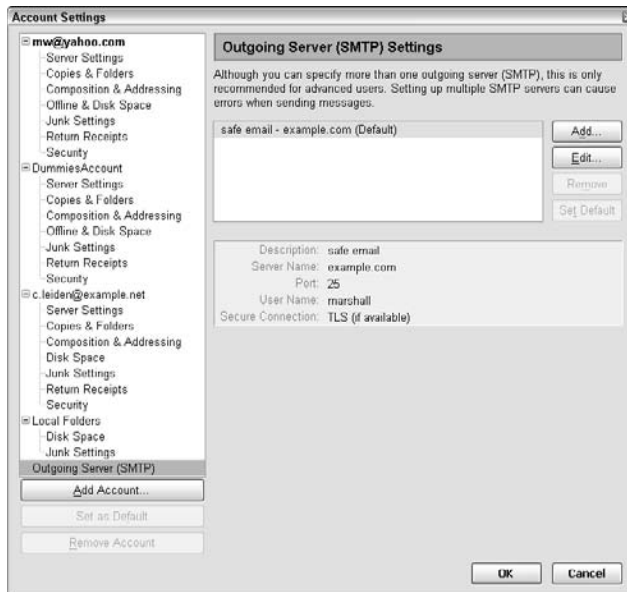 Account Settings
mw@yahoo.com
Server Settings
Copies & Folders
Composition & Addressing
Offline & Disk Space
Junk Settings
Return Receipts
Security
DummiesAccount
Server Settings
Copies & Folders
Composition & Addressing
Offline & Disk Space
Junk Settings
Return Receipts
Security
c.leiden@example.net
Server Settings
Copies & Folders
Composition & Addressing
Disk Space
Junk Settings
Return Receipts
Security
Local Folders
Disk Space
Junk Settings
Outgoing Server (SMTP)
Add Account...
Set as Default
Remove Account
Outgoing Server (SMTP) Settings
Although you can specify more than one outgoing server (SMTP), this is only
recommended for advanced users. Setting up multiple SMTP servers can cause
errors when sending messages.
safe email - example.com (Default)
Add...
Edit...
Remove
Set Default
Description: safe email
Server Name: example.com
Port: 25
User Name: marshall
Secure Connection: TLS (if available)
OK
Cancel